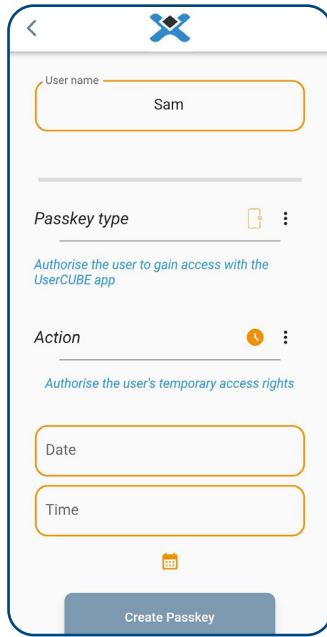 User name
Sam
Passkey type
Authorise the user to gain access with the
UserCUBE app
Action
Authorise the user's temporary access rights
Date
Time
Create Passkey